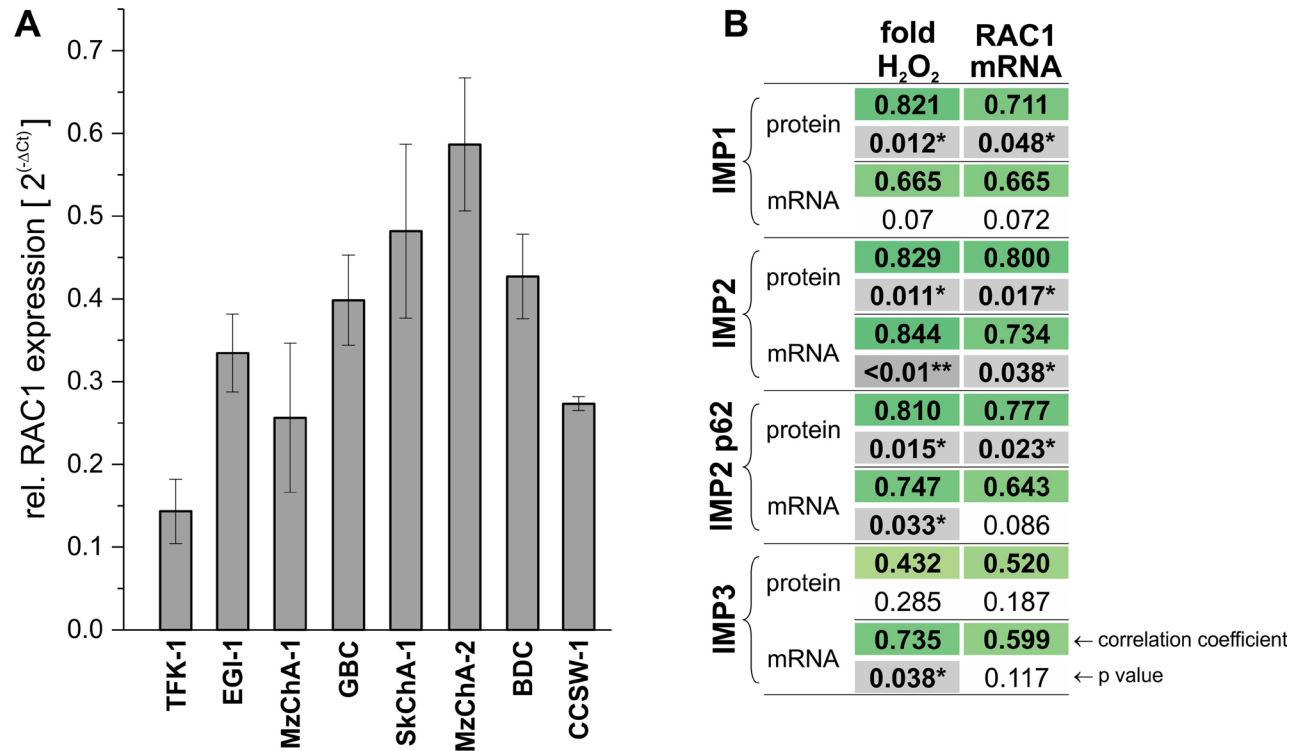 A
rel. RAC1 expression [ 2^(-ΔCt) ]
0.7
0.6
0.5
0.4
0.3
0.2
0.1
0.0
TFK-1
EGI-1
MzChA-1
GBC
SkChA-1
MzChA-2
BDC
CCSW-1
B
fold RAC1
H₂O₂ mRNA
IMP1
protein
0.821 0.711
0.012* 0.048*
mRNA
0.665 0.665
0.07 0.072
IMP2
protein
0.829 0.800
0.011* 0.017*
mRNA
0.844 0.734
<0.01** 0.038*
IMP2 p62
protein
0.810 0.777
0.015* 0.023*
mRNA
0.747 0.643
0.033* 0.086
IMP3
protein
0.432 0.520
0.285 0.187
mRNA
0.735 0.599 ← correlation coefficient
0.038* 0.117 ← p value